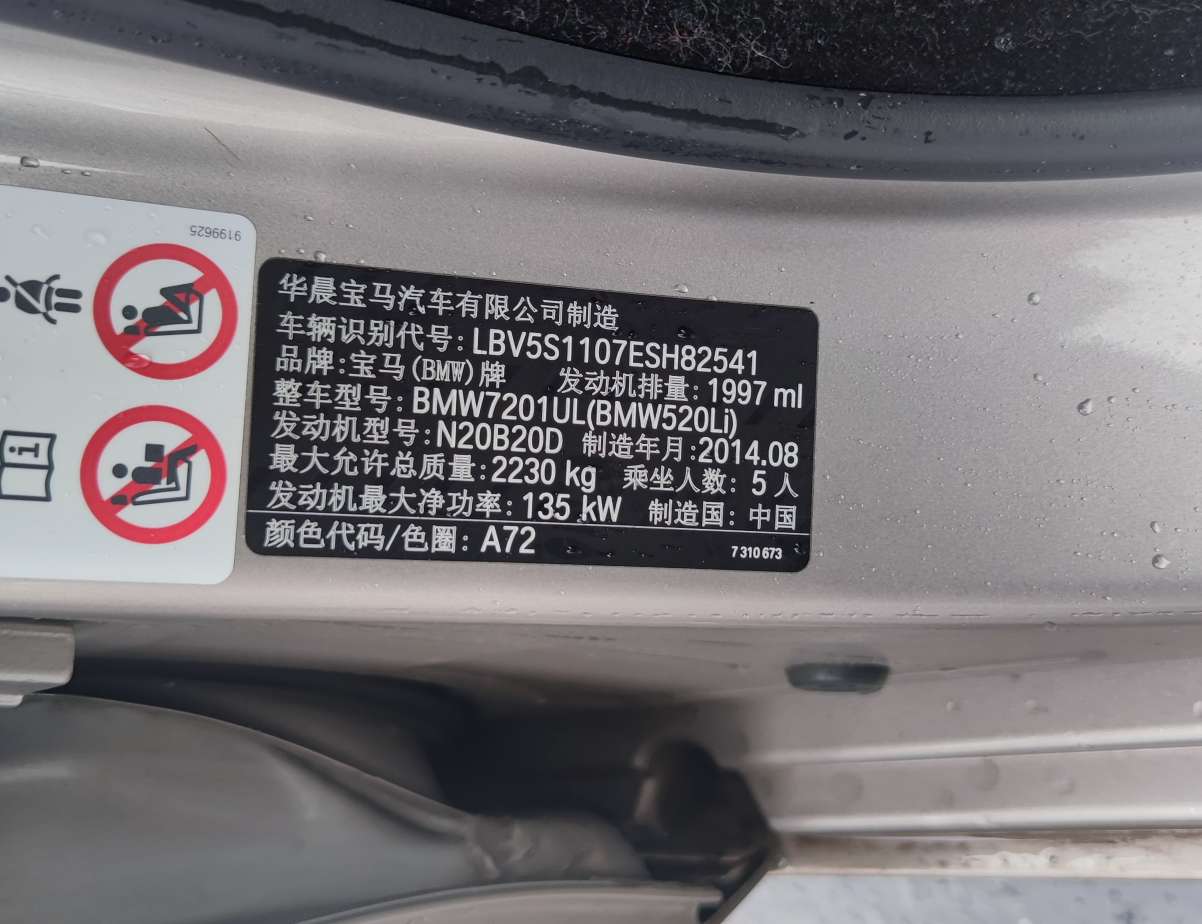 9199625
华晨宝马汽车有限公司制造
车辆识别代号: LBV5S1107ESH82541
品牌:宝马(BMW)牌 发动机排量: 1997 ml
整车型号: BMW7201UL(BMW520Li)
发动机型号: N20B20D 制造年月: 2014.08
最大允许总质量: 2230 kg 乘坐人数: 5 人
发动机最大净功率: 135 kW 制造国: 中国
颜色代码/色圈: A72
7 310 673